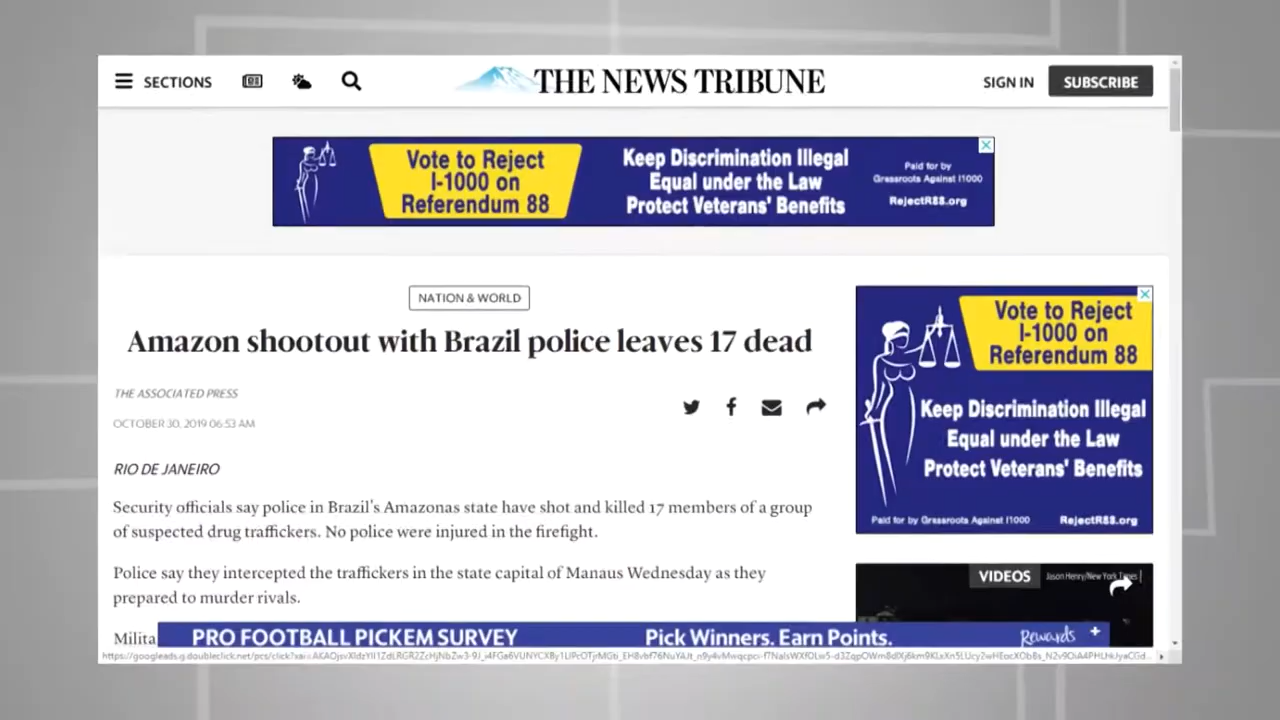 SECTIONS
THE NEWS TRIBUNE
SIGN IN
SUBSCRIBE
Vote to Reject
I-1000 on
Referendum 88
Keep Discrimination Illegal
Equal under the Law
Protect Veterans' Benefits
Paid for by
Grassroots Against I1000
RejectR88.org
NATION & WORLD
Amazon shootout with Brazil police leaves 17 dead
THE ASSOCIATED PRESS
OCTOBER 30, 2019 06:53 AM
RIO DE JANEIRO
Security officials say police in Brazil's Amazonas state have shot and killed 17 members of a group
of suspected drug traffickers. No police were injured in the firefight.
Police say they intercepted the traffickers in the state capital of Manaus Wednesday as they
prepared to murder rivals.
Milita
Vote to Reject
I-1000 on
Referendum 88
Keep Discrimination Illegal
Equal under the Law
Protect Veterans' Benefits
Paid for by Grassroots Against I1000
RejectR88.org
VIDEOS
Jason Henry/New York Times
PRO FOOTBALL PICKEM SURVEY
Pick Winners. Earn Points.
Rewards